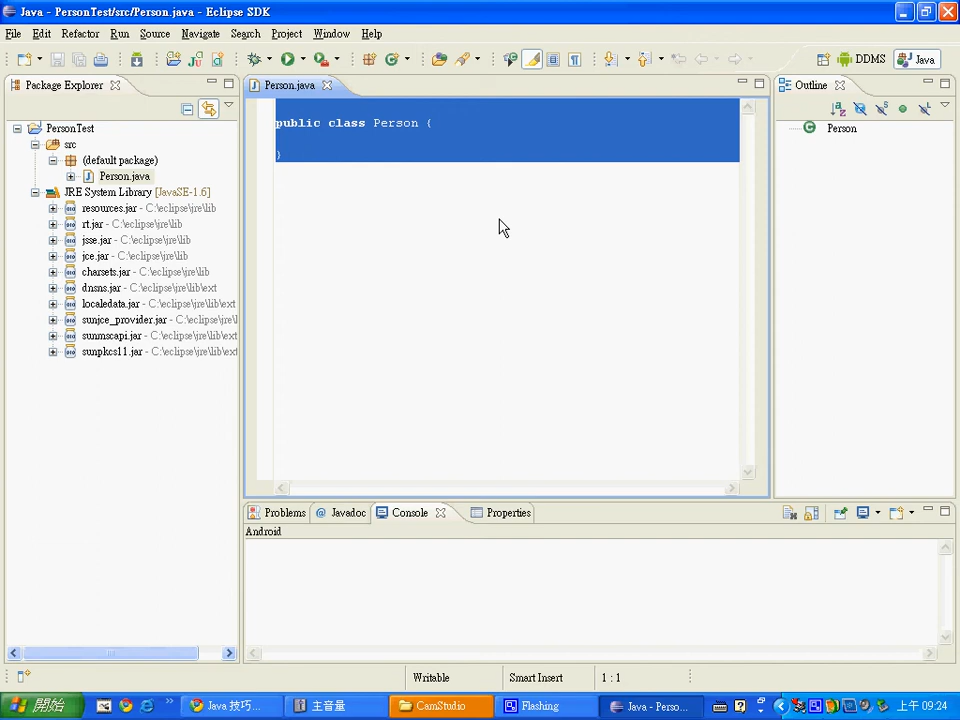 Java - PersonTest/src/Person.java - Eclipse SDK
File Edit Refactor Run Source Navigate Search Project Window Help
DDMS Java
Package Explorer
Person.java
Outline
PersonTest
src
(default package)
Person.java
JRE System Library [JavaSE-1.6]
resources.jar - C:\eclipse\jre\lib
rt.jar - C:\eclipse\jre\lib
jsse.jar - C:\eclipse\jre\lib
jce.jar - C:\eclipse\jre\lib
charsets.jar - C:\eclipse\jre\lib
dnsns.jar - C:\eclipse\jre\lib\ext
localedata.jar - C:\eclipse\jre\lib\ext
sunjce_provider.jar - C:\eclipse\jre\l
sunmscapi.jar - C:\eclipse\jre\lib\ext
sunpkcs11.jar - C:\eclipse\jre\lib\ext
public class Person {
}
Person
Problems @ Javadoc Console Properties
Android
Writable Smart Insert 1 : 1
開始 Java 技巧... 主音量 CamStudio Flashing Java - Perso... 上午 09:24